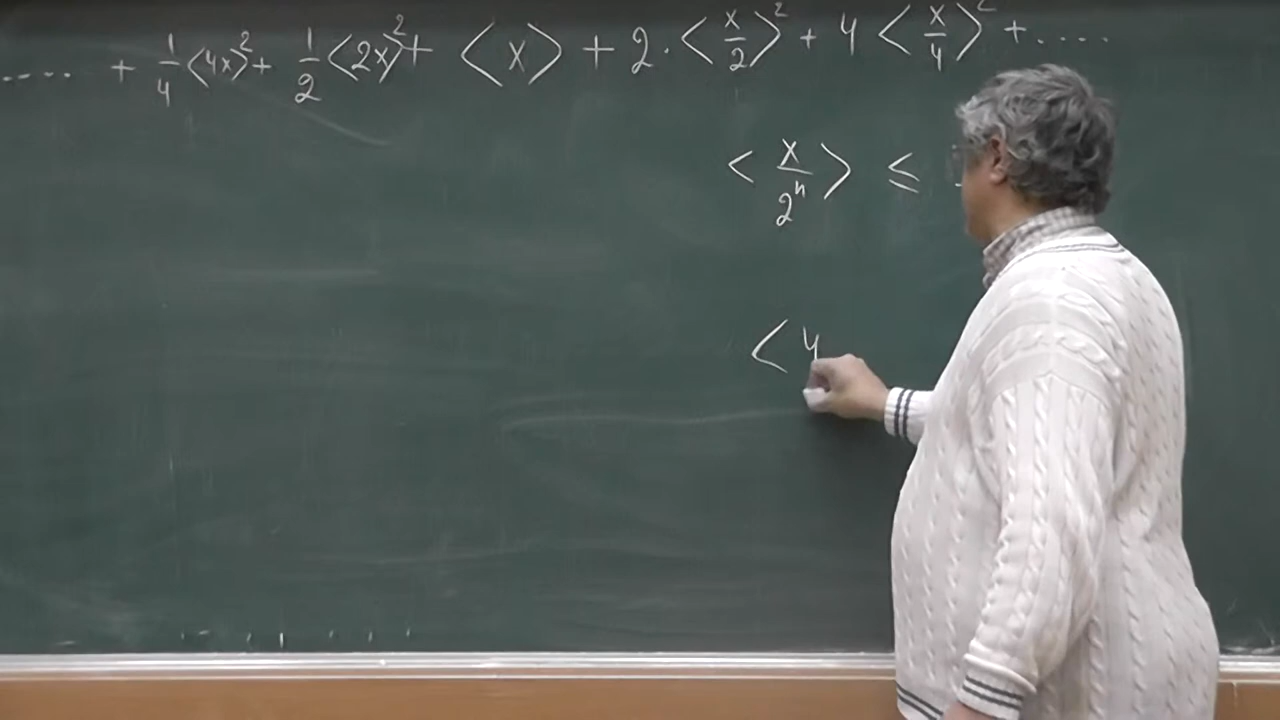 ..... + 1/4 <4x>² + 1/2 <2x>² + <x> + 2 · <x/2>² + 4 <x/4>² + ....
<x/2ⁿ> ≤
<4